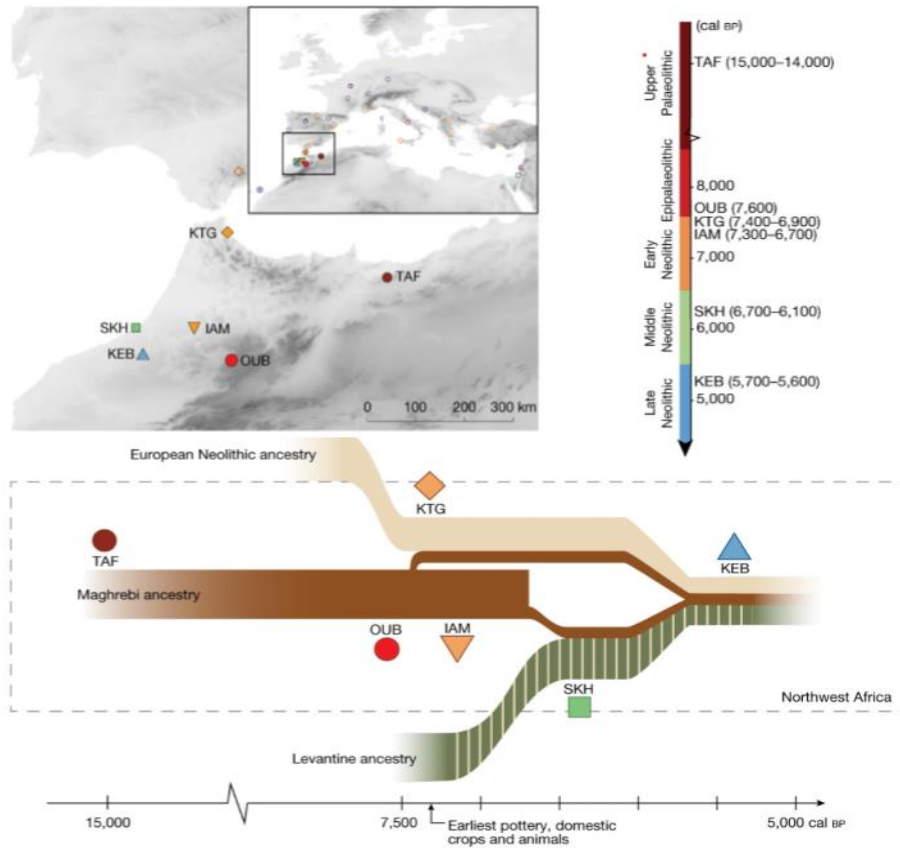 KTG
TAF
SKH
IAM
KEB
OUB
0 100 200 300 km
(cal BP)
Upper
Palaeolithic
TAF (15,000–14,000)
Epipalaeolithic
8,000
OUB (7,600)
KTG (7,400–6,900)
IAM (7,300–6,700)
Early
Neolithic
7,000
SKH (6,700–6,100)
Middle
Neolithic
6,000
KEB (5,700–5,600)
Late
Neolithic
5,000
European Neolithic ancestry
KTG
TAF
KEB
Maghrebi ancestry
OUB
IAM
SKH
Northwest Africa
Levantine ancestry
15,000
7,500
Earliest pottery, domestic
crops and animals
5,000 cal BP